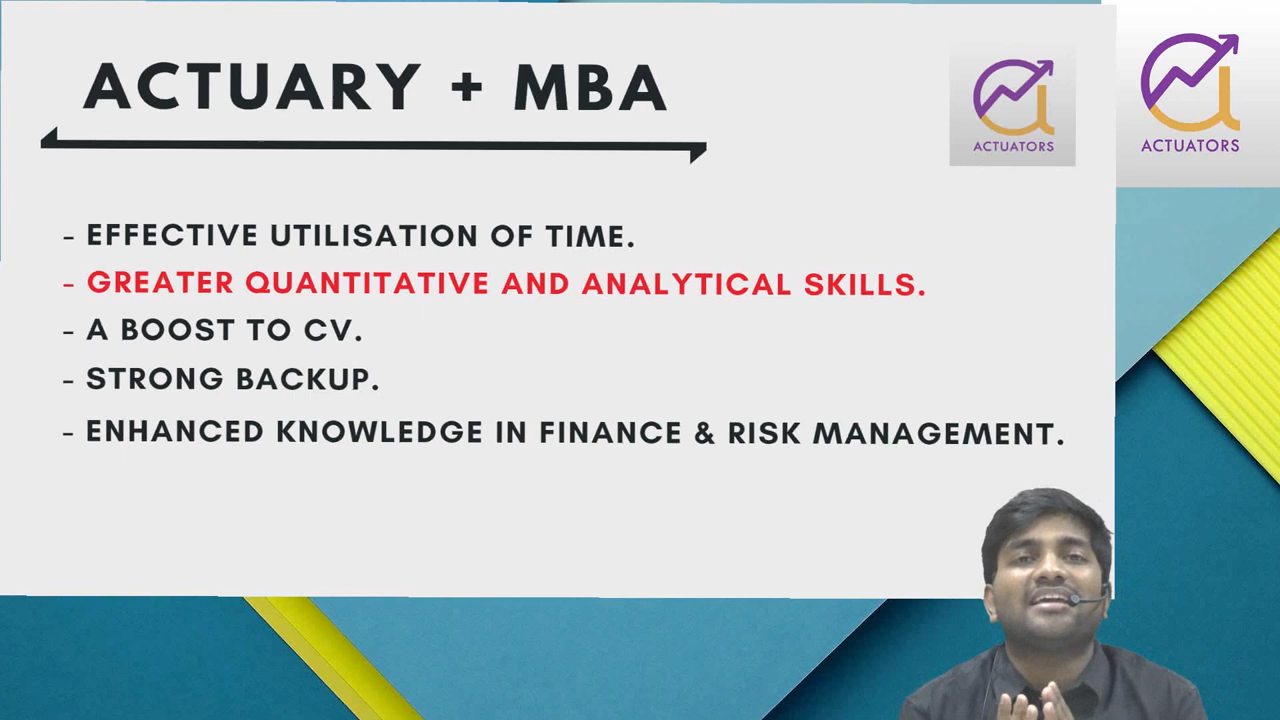 ACTUARY + MBA
ACTUATORS
ACTUATORS
- EFFECTIVE UTILISATION OF TIME.
- GREATER QUANTITATIVE AND ANALYTICAL SKILLS.
- A BOOST TO CV.
- STRONG BACKUP.
- ENHANCED KNOWLEDGE IN FINANCE & RISK MANAGEMENT.